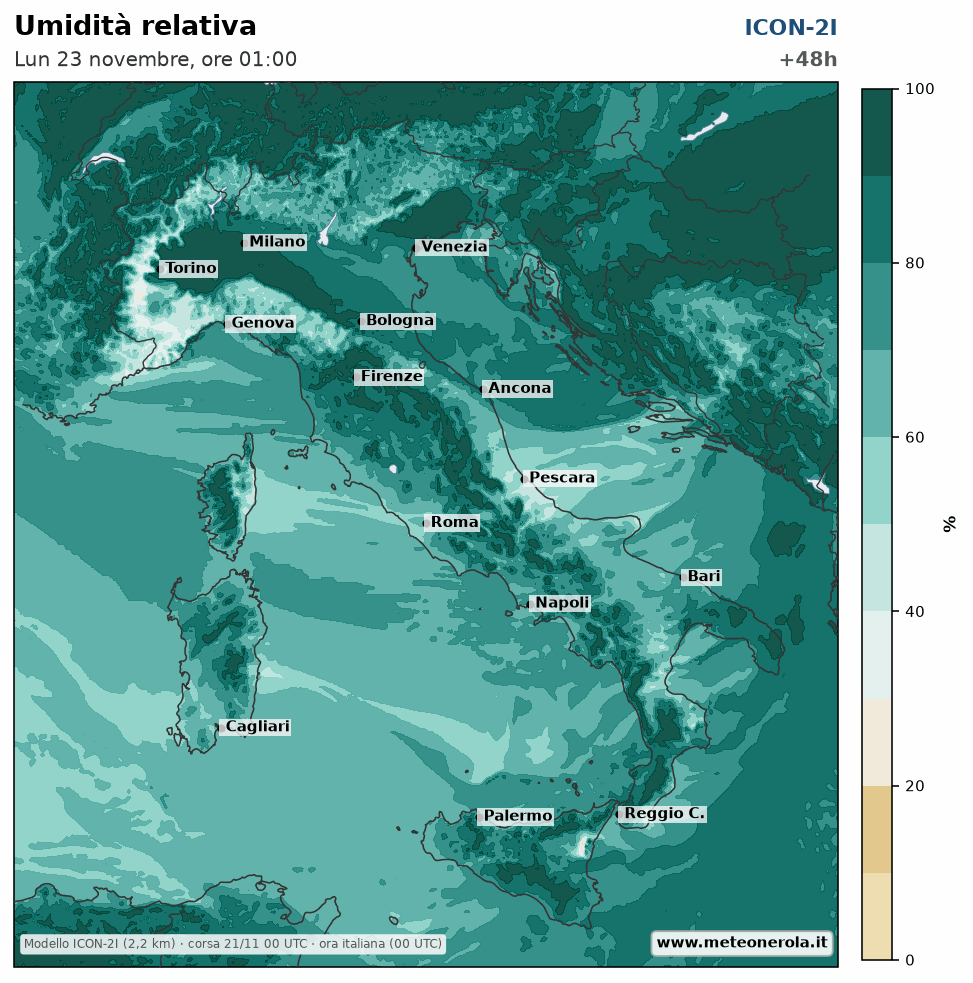 Umidità relativa
ICON-2I
Lun 23 novembre, ore 01:00
+48h
100
80
60
40
20
0
%
Milano
Venezia
Torino
Genova
Bologna
Firenze
Ancona
Pescara
Roma
Bari
Napoli
Cagliari
Palermo
Reggio C.
Modello ICON-2I (2,2 km) · corsa 21/11 00 UTC · ora italiana (00 UTC)
www.meteonerola.it